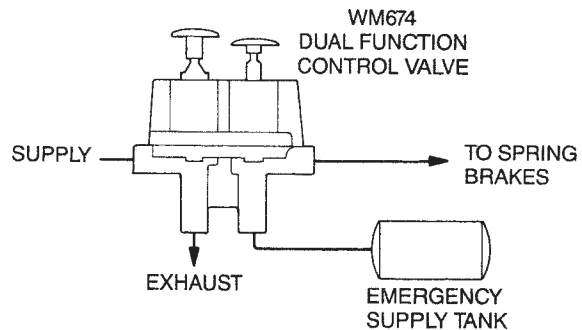 WM674
DUAL FUNCTION
CONTROL VALVE
SUPPLY
TO SPRING
BRAKES
EXHAUST
EMERGENCY
SUPPLY TANK